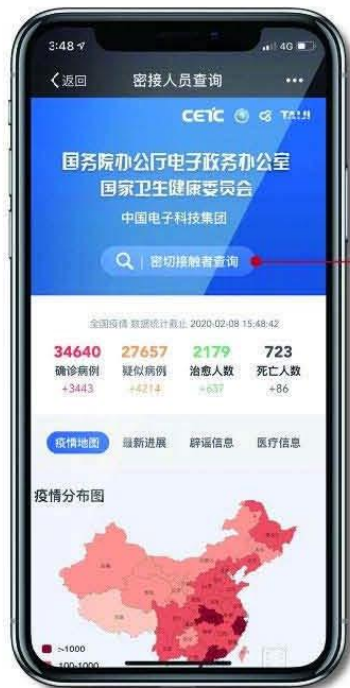 3:48
4G
返回
密接人员查询
CETC
TAIJI
国务院办公厅电子政务办公室
国家卫生健康委员会
中国电子科技集团
密切接触者查询
全国疫情 数据统计截止 2020-02-08 15:48:42
34640 27657 2179 723
确诊病例 疑似病例 治愈人数 死亡人数
+3443 +4214 +637 +86
疫情地图 最新进展 辟谣信息 医疗信息
疫情分布图
>1000
100-1000